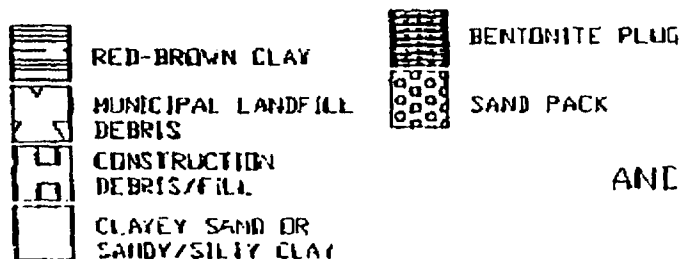 RED-BROWN CLAY
MUNICIPAL LANDFILL
DEBRIS
CONSTRUCTION
DEBRIS/FILL
CLAYEY SAND OR
SANDY/SILTY CLAY
BENTONITE PLUG
SAND PACK
AND